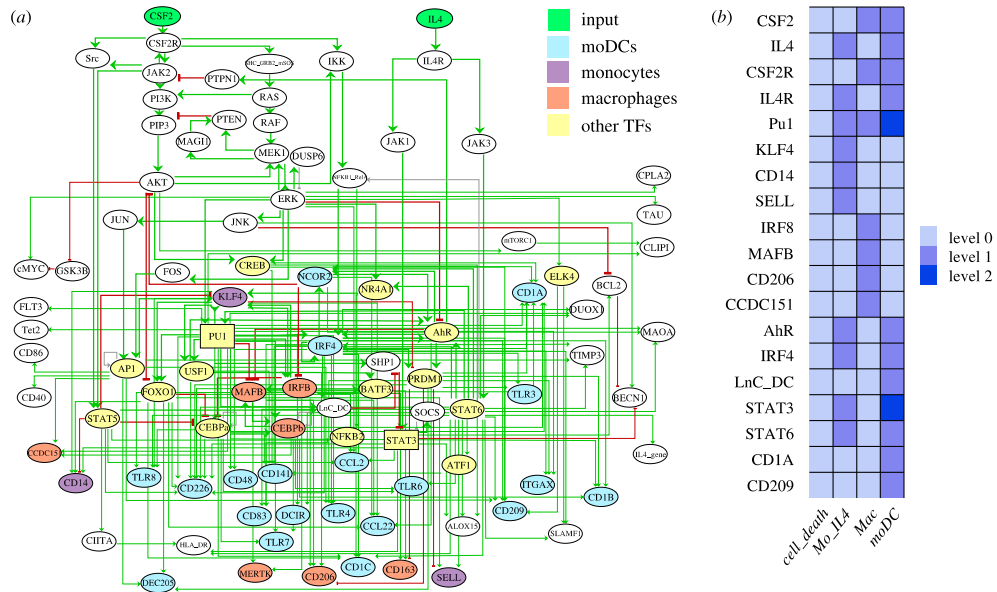 (a)
CSF2
IL4
input
moDCs
monocytes
macrophages
other TFs
CSF2R
Src
JAK2
PTPN1
SHC_GRB2_mSOS
IKK
IL4R
PI3K
RAS
PIP3
PTEN
RAF
MAGI1
MEK1
DUSP6
JAK1
JAK3
AKT
NFKB1_RelA
ERK
CPLA2
TAU
JUN
JNK
mTORC1
CLIP1
cMYC
GSK3B
FOS
CREB
NCOR2
NR4A1
CD1A
ELK4
BCL2
KLF4
DUOX1
FLT3
PU1
AhR
MAOA
Tet2
IRF4
SHP1
TIMP3
CD86
AP1
USF1
PRDM1
CD40
FOXO1
MAFB
IRFB
BATF3
TLR3
BECN1
STAT5
LnC_DC
SOCS
STAT6
CEBPa
CEBPb
NFKB2
STAT3
CCDC151
CCL2
ATF1
IL4_gene
CD14
TLR8
CD226
CD48
CD141
TLR6
ITGAX
CD1B
CD83
DCIR
TLR4
CCL22
CD209
CIITA
HLA_DR
TLR7
ALOX15
SLAMF1
DEC205
MERTK
CD206
CD1C
CD163
SELL
(b)
CSF2
IL4
CSF2R
IL4R
Pu1
KLF4
CD14
SELL
IRF8
MAFB
CD206
CCDC151
AhR
IRF4
LnC_DC
STAT3
STAT6
CD1A
CD209
cell_death
Mo_IL4
Mac
moDC
level 0
level 1
level 2